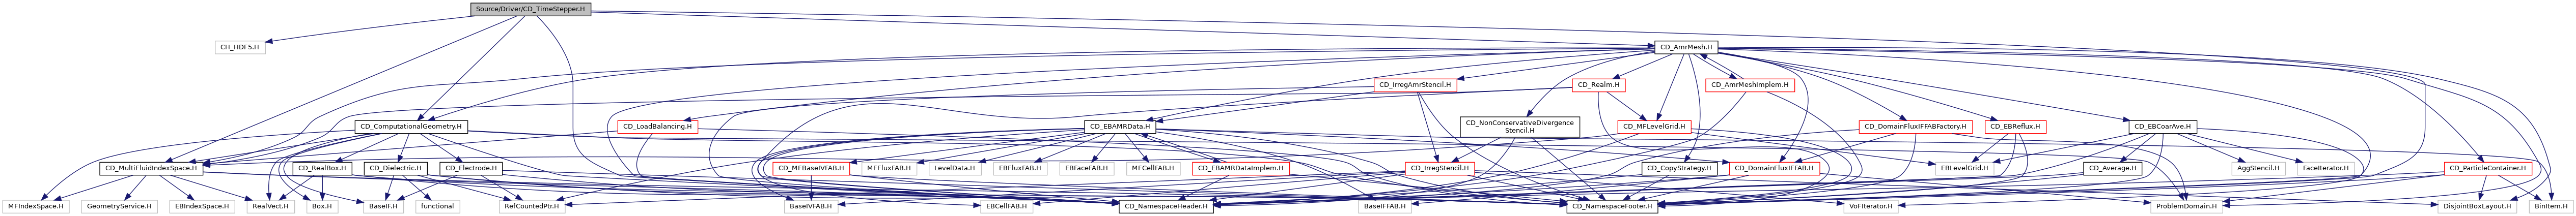 Source/Driver/CD_TimeStepper.H
CH_HDF5.H
CD_AmrMesh.H
CD_IrregAmrStencil.H
CD_Realm.H
CD_AmrMeshImplem.H
CD_ComputationalGeometry.H
CD_LoadBalancing.H
CD_EBAMRData.H
CD_NonConservativeDivergence
Stencil.H
CD_MFLevelGrid.H
CD_DomainFluxIFFABFactory.H
CD_EBReflux.H
CD_EBCoarAve.H
CD_MultiFluidIndexSpace.H
CD_RealBox.H
CD_Dielectric.H
CD_Electrode.H
CD_MFBaseIVFAB.H
MFFluxFAB.H
LevelData.H
EBFluxFAB.H
EBFaceFAB.H
MFCellFAB.H
CD_EBAMRDataImplem.H
CD_IrregStencil.H
CD_CopyStrategy.H
CD_DomainFluxIFFAB.H
EBLevelGrid.H
CD_Average.H
AggStencil.H
FaceIterator.H
CD_ParticleContainer.H
MFIndexSpace.H
GeometryService.H
EBIndexSpace.H
RealVect.H
Box.H
BaseIF.H
functional
RefCountedPtr.H
BaseIVFAB.H
EBCellFAB.H
CD_NamespaceHeader.H
BaseIFFAB.H
CD_NamespaceFooter.H
VoFIterator.H
ProblemDomain.H
DisjointBoxLayout.H
BinItem.H